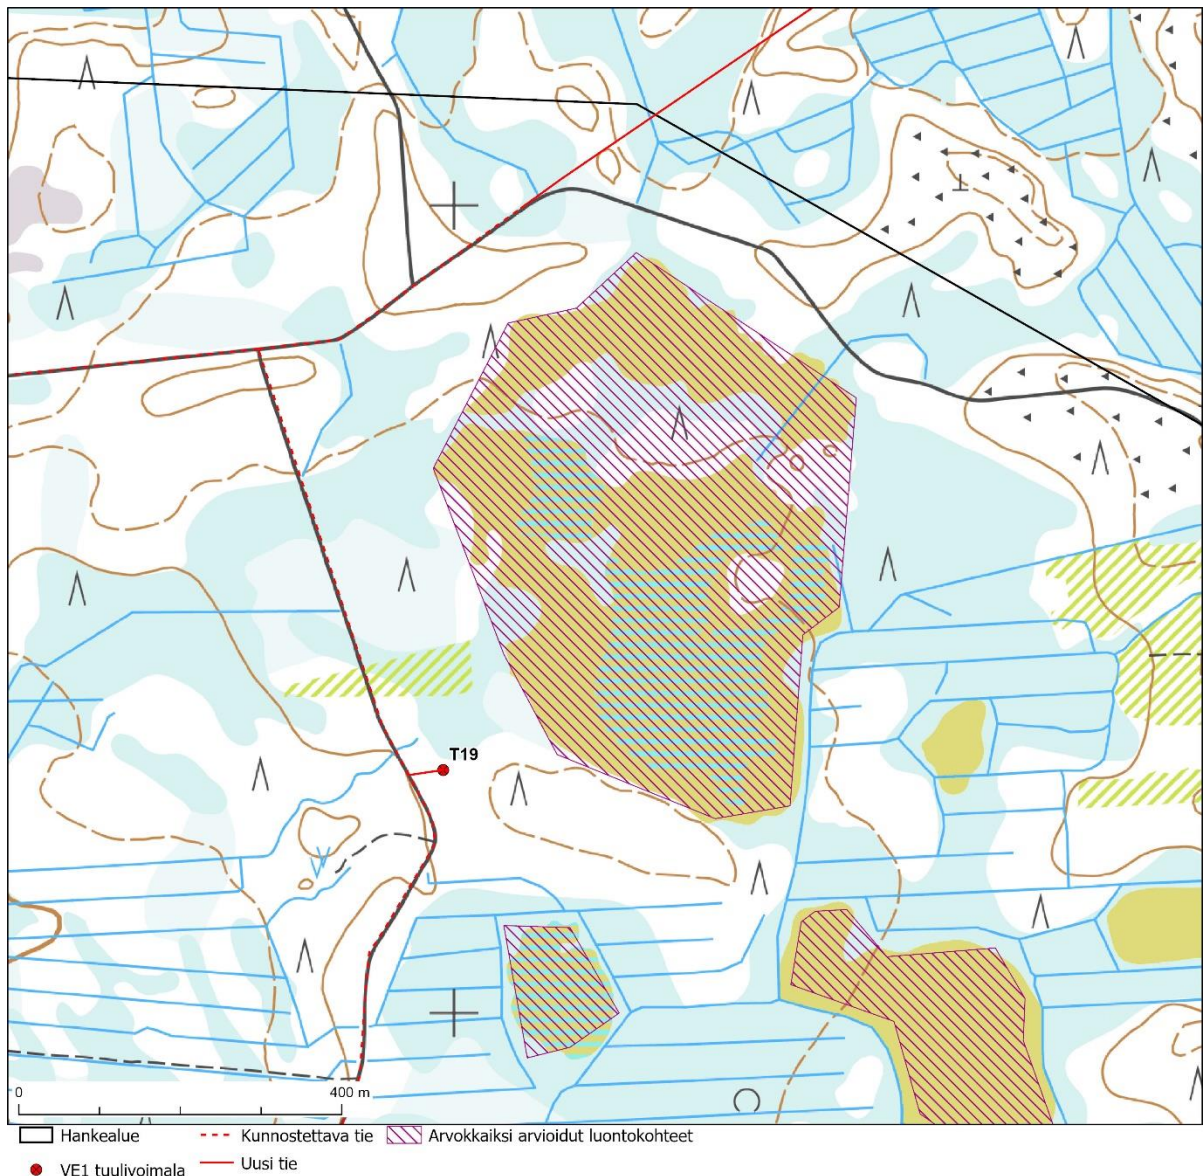 T19
0 400 m
Hankealue Kunnostettava tie Arvokkaiksi arvioidut luontokohteet
VE1 tuulivoimala Uusi tie